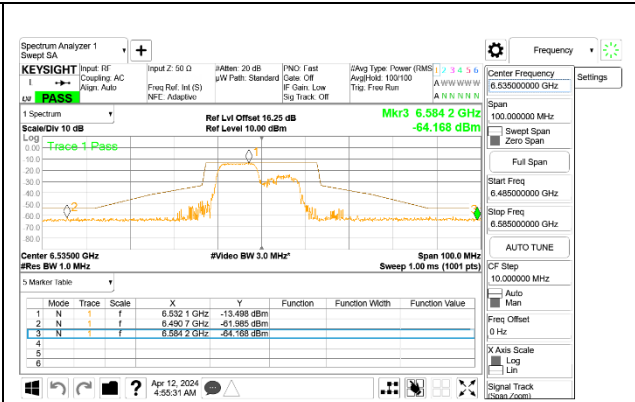 Spectrum Analyzer 1
Swept SA
+
Frequency
KEYSIGHT Input: RF Input Z: 50 Ω #Atten: 20 dB PNO: Fast #Avg Type: Power (RMS 1 2 3 4 5 6
Coupling: AC µW Path: Standard Gate: Off Avg|Hold: 100/100 A W W W W W
Align: Auto Freq Ref: Int (S) IF Gain: Low Trig: Free Run
PASS NFE: Adaptive Sig Track: Off A N N N N N
Center Frequency
6.535000000 GHz
Settings
Span
100.000000 MHz
Swept Span
Zero Span
Full Span
Start Freq
6.485000000 GHz
Stop Freq
6.585000000 GHz
AUTO TUNE
CF Step
10.000000 MHz
Auto
Man
Freq Offset
0 Hz
X Axis Scale
Log
Lin
Signal Track
(Span Zoom)
1 Spectrum
Scale/Div 10 dB
Ref Lvl Offset 16.25 dB
Ref Level 10.00 dBm
Mkr3 6.584 2 GHz
-64.168 dBm
Log
Trace 1 Pass
0.00
-10.0
-20.0
-30.0
-40.0
-50.0
-60.0
-70.0
-80.0
1
2
Center 6.53500 GHz #Video BW 3.0 MHz* Span 100.0 MHz
#Res BW 1.0 MHz Sweep 1.00 ms (1001 pts)
5 Marker Table
Mode Trace Scale X Y Function Function Width Function Value
1 N 1 f 6.532 1 GHz -13.498 dBm
2 N 1 f 6.490 7 GHz -61.985 dBm
3 N 1 f 6.584 2 GHz -64.168 dBm
4
5
6
?
Apr 12, 2024
4:55:31 AM